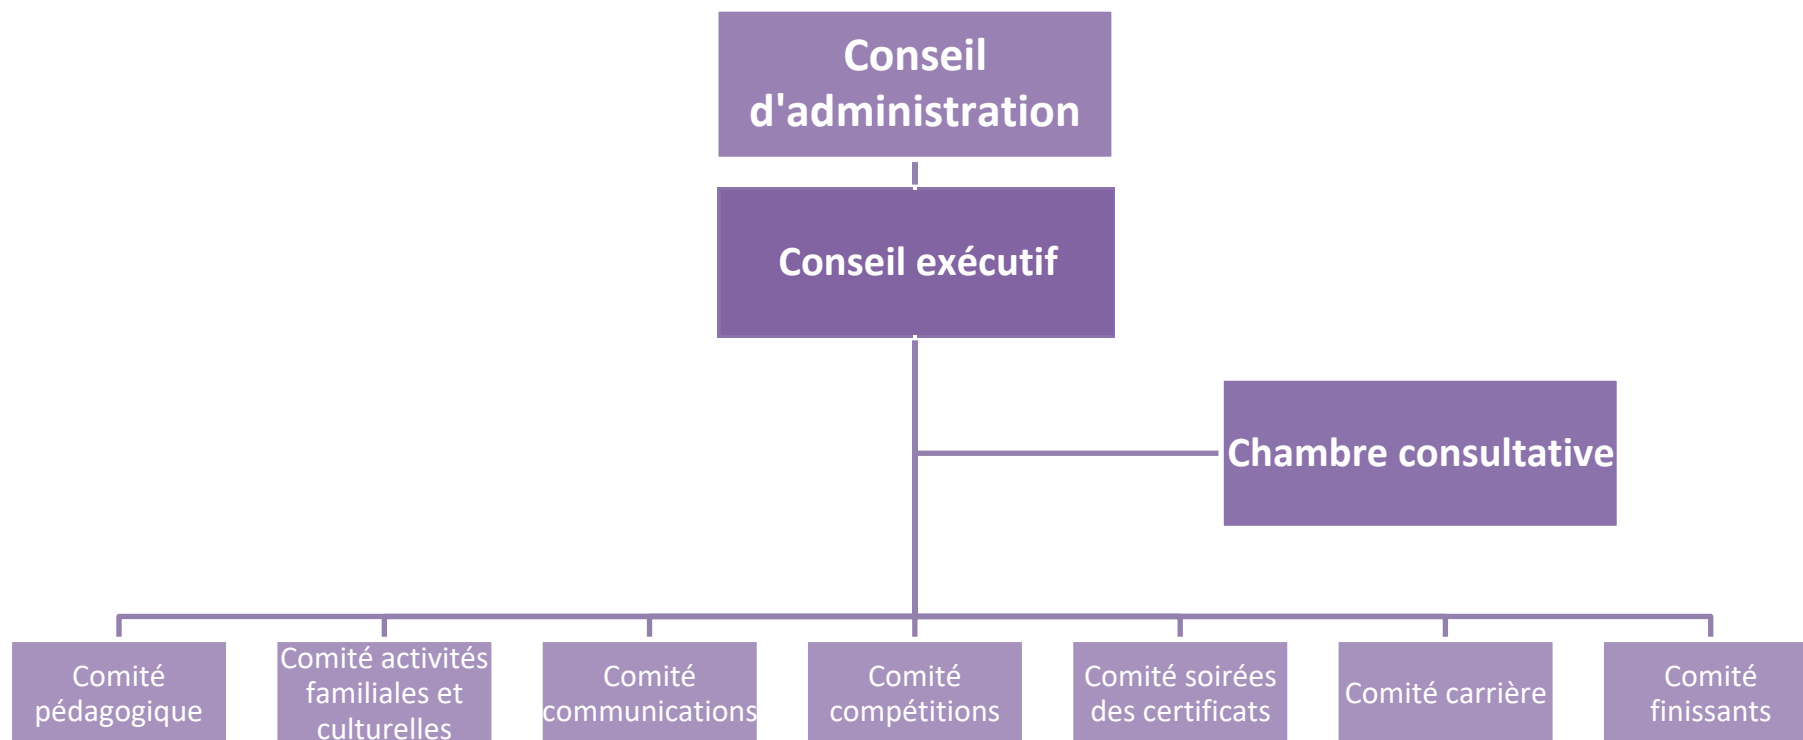 Conseil
d'administration
Conseil exécutif
Chambre consultative
Comité
pédagogique
Comité activités
familiales et
culturelles
Comité
communications
Comité
compétitions
Comité soirées
des certificats
Comité carrière
Comité
finissants